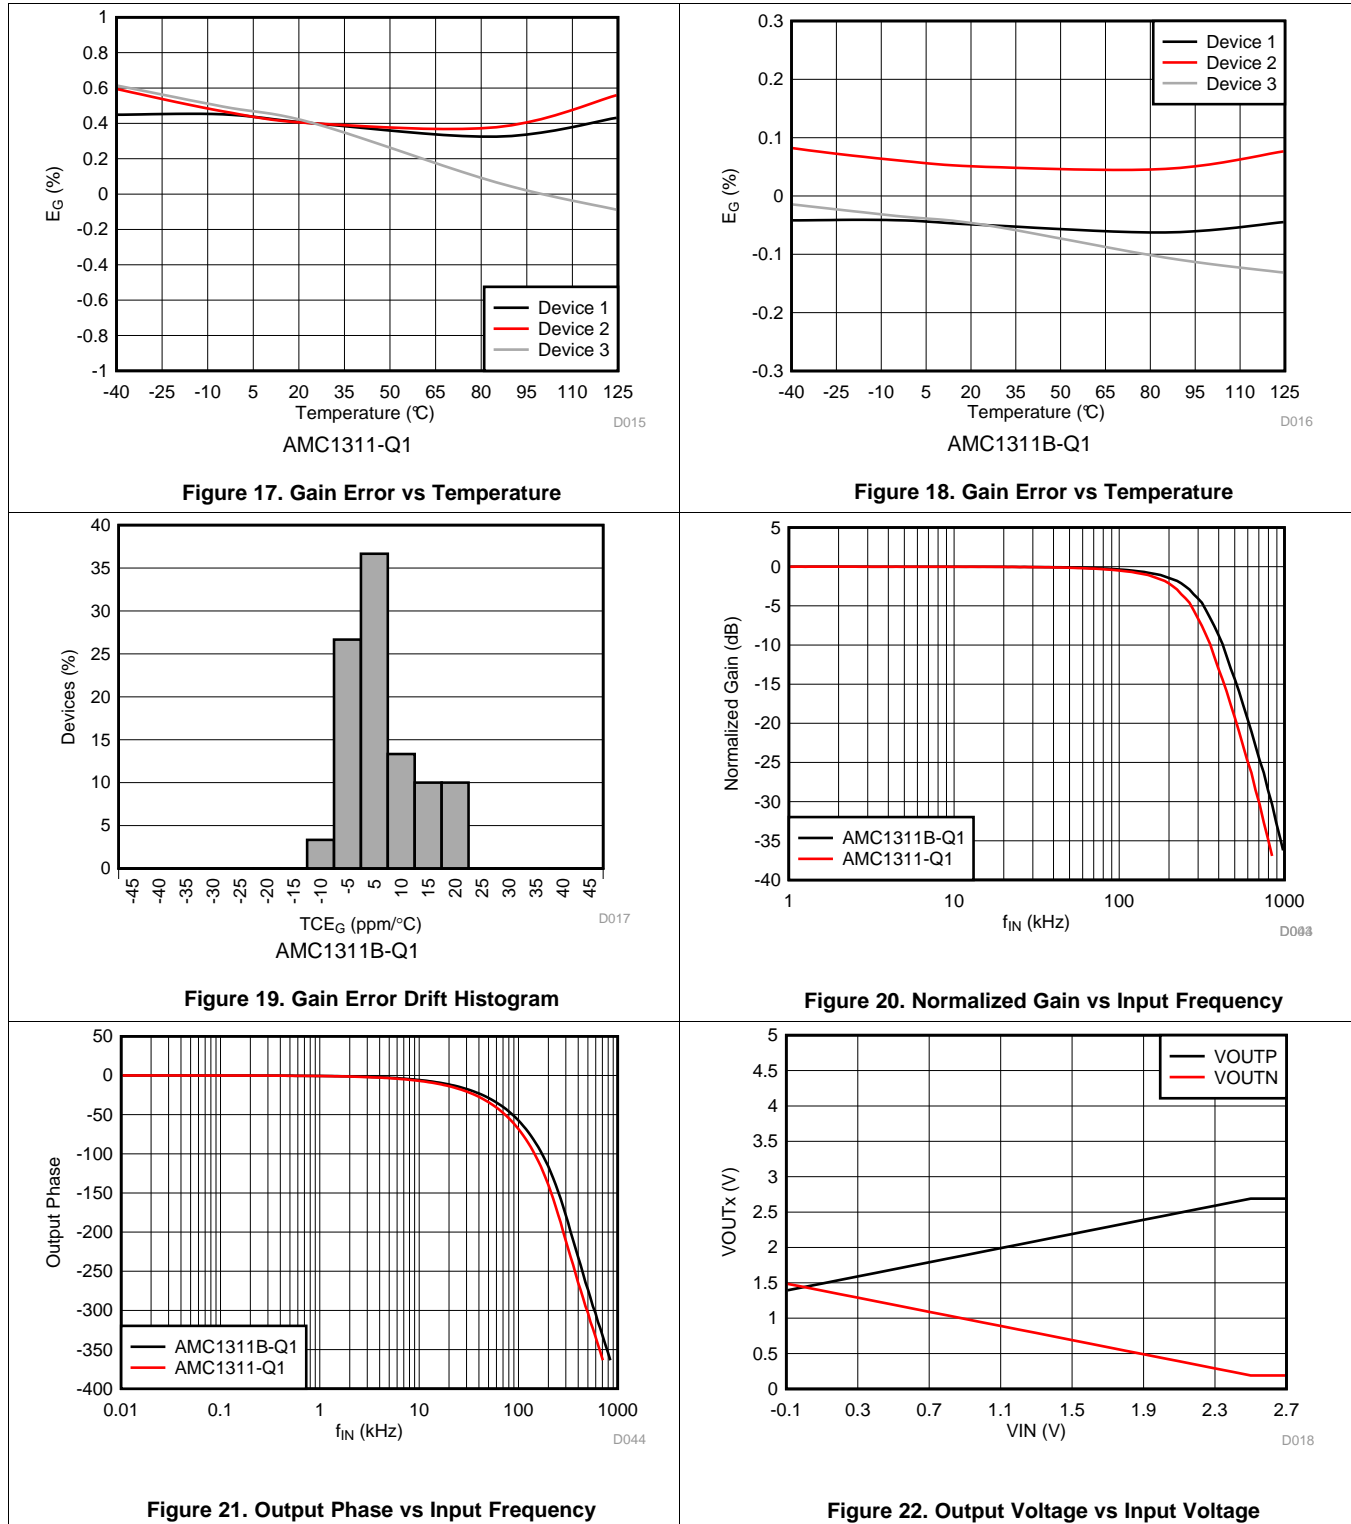 1
0.8
0.6
0.4
0.2
0
-0.2
-0.4
-0.6
-0.8
-1
E_G (%)
Device 1
Device 2
Device 3
-40 -25 -10 5 20 35 50 65 80 95 110 125
Temperature (°C)
D015
AMC1311-Q1
Figure 17. Gain Error vs Temperature
0.3
0.2
0.1
0
-0.1
-0.2
-0.3
E_G (%)
Device 1
Device 2
Device 3
-40 -25 -10 5 20 35 50 65 80 95 110 125
Temperature (°C)
D016
AMC1311B-Q1
Figure 18. Gain Error vs Temperature
40
35
30
25
20
15
10
5
0
Devices (%)
-45 -35 -30 -25 -20 -15 -10 -5 5 10 15 20 25 30 35 40 45
TCE_G (ppm/°C)
D017
AMC1311B-Q1
Figure 19. Gain Error Drift Histogram
5
0
-5
-10
-15
-20
-25
-30
-35
-40
Normalized Gain (dB)
AMC1311B-Q1
AMC1311-Q1
1 10 100 1000
f_IN (kHz)
Figure 20. Normalized Gain vs Input Frequency
50
0
-50
-100
-150
-200
-250
-300
-350
-400
Output Phase
AMC1311B-Q1
AMC1311-Q1
0.01 0.1 1 10 100 1000
f_IN (kHz)
D044
Figure 21. Output Phase vs Input Frequency
5
4.5
4
3.5
3
2.5
2
1.5
1
0.5
0
VOUTx (V)
VOUTP
VOUTN
-0.1 0.3 0.7 1.1 1.5 1.9 2.3 2.7
VIN (V)
D018
Figure 22. Output Voltage vs Input Voltage